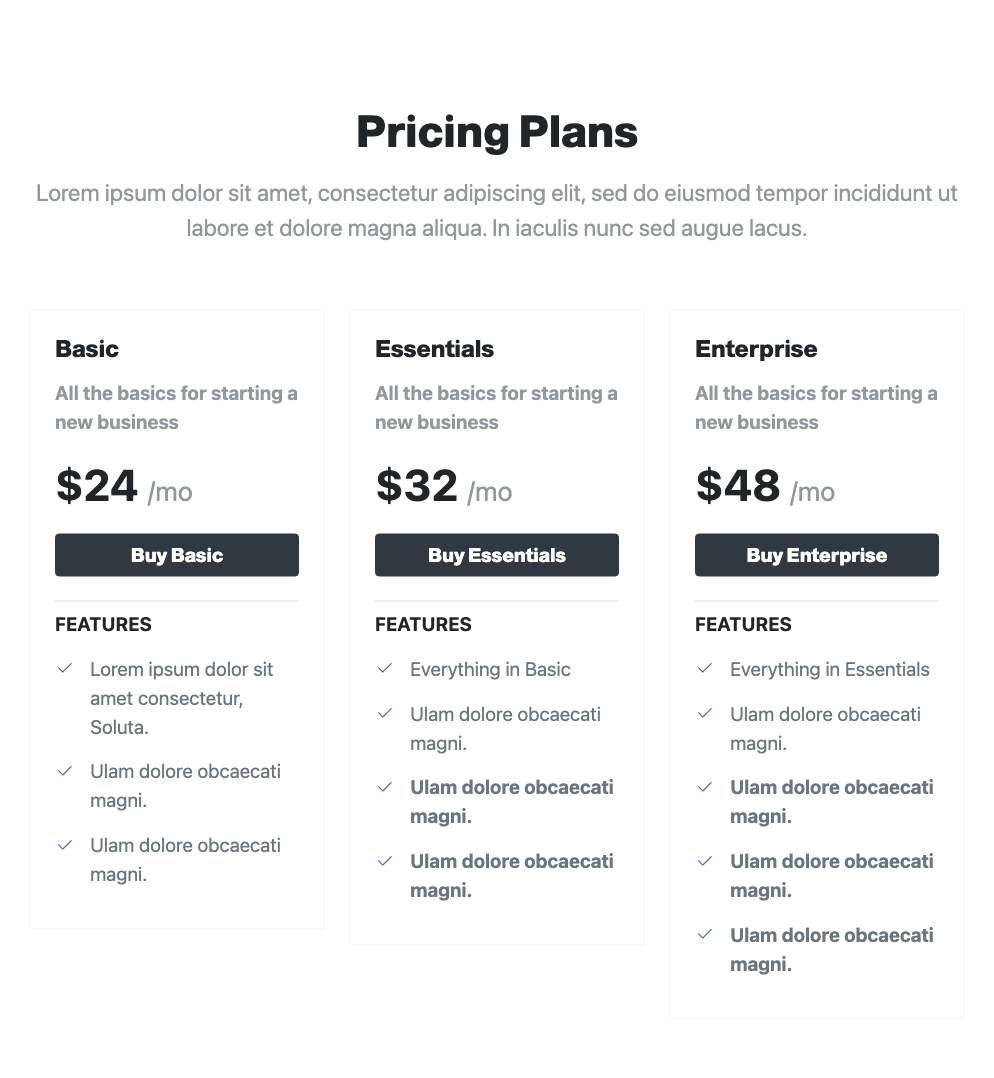 Pricing Plans
Lorem ipsum dolor sit amet, consectetur adipiscing elit, sed do eiusmod tempor incididunt ut
labore et dolore magna aliqua. In iaculis nunc sed augue lacus.
Basic
All the basics for starting a
new business
$24 /mo
Buy Basic
FEATURES
Lorem ipsum dolor sit
amet consectetur,
Soluta.
Ulam dolore obcaecati
magni.
Ulam dolore obcaecati
magni.
Essentials
All the basics for starting a
new business
$32 /mo
Buy Essentials
FEATURES
Everything in Basic
Ulam dolore obcaecati
magni.
Ulam dolore obcaecati
magni.
Ulam dolore obcaecati
magni.
Enterprise
All the basics for starting a
new business
$48 /mo
Buy Enterprise
FEATURES
Everything in Essentials
Ulam dolore obcaecati
magni.
Ulam dolore obcaecati
magni.
Ulam dolore obcaecati
magni.
Ulam dolore obcaecati
magni.